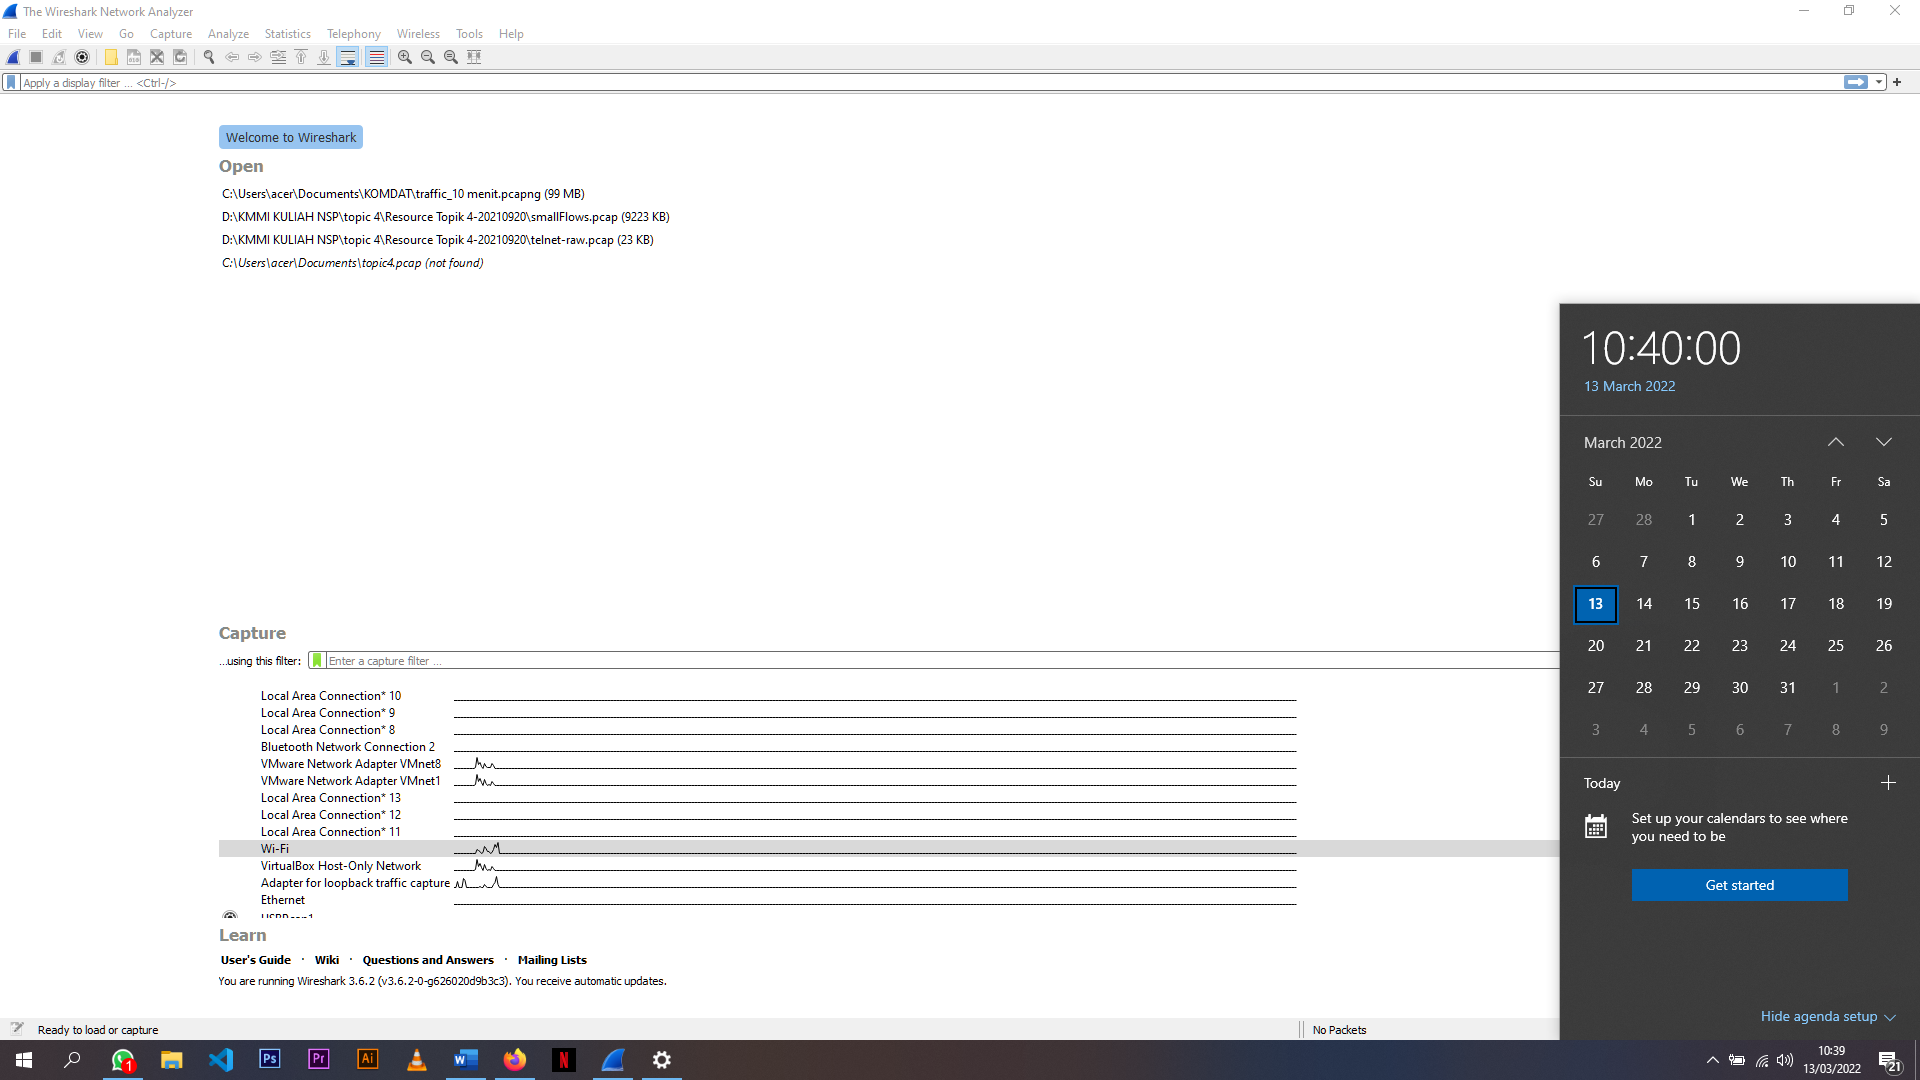 The Wireshark Network Analyzer
File Edit View Go Capture Analyze Statistics Telephony Wireless Tools Help
Apply a display filter ... <Ctrl-/>
Welcome to Wireshark
Open
C:\Users\acer\Documents\KOMDAT\traffic_10 menit.pcapng (99 MB)
D:\KMMI KULIAH NSP\topic 4\Resource Topik 4-20210920\smallFlows.pcap (9223 KB)
D:\KMMI KULIAH NSP\topic 4\Resource Topik 4-20210920\telnet-raw.pcap (23 KB)
C:\Users\acer\Documents\topic4.pcap (not found)
Capture
...using this filter: Enter a capture filter ...
Local Area Connection* 10
Local Area Connection* 9
Local Area Connection* 8
Bluetooth Network Connection 2
VMware Network Adapter VMnet8
VMware Network Adapter VMnet1
Local Area Connection* 13
Local Area Connection* 12
Local Area Connection* 11
Wi-Fi
VirtualBox Host-Only Network
Adapter for loopback traffic capture
Ethernet
USBPcap1
Learn
User's Guide · Wiki · Questions and Answers · Mailing Lists
You are running Wireshark 3.6.2 (v3.6.2-0-g626020d9b3c3). You receive automatic updates.
Ready to load or capture
No Packets
10:40:00
13 March 2022
March 2022
Su Mo Tu We Th Fr Sa
27 28 1 2 3 4 5
6 7 8 9 10 11 12
13 14 15 16 17 18 19
20 21 22 23 24 25 26
27 28 29 30 31 1 2
3 4 5 6 7 8 9
Today
Set up your calendars to see where
you need to be
Get started
Hide agenda setup
1
Ps
Pr
Ai
W
N
10:39
13/03/2022
21